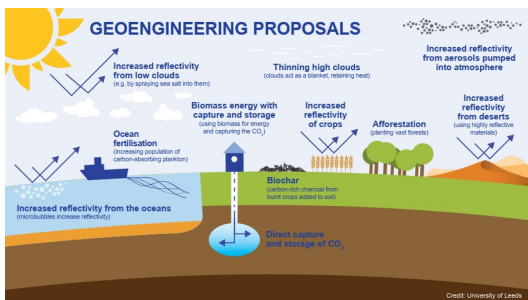 GEOENGINEERING PROPOSALS
Increased reflectivity
from low clouds
(e.g. by spraying sea salt into them)
Thinning high clouds
(clouds act as a blanket, retaining heat)
Increased reflectivity
from aerosols pumped
into atmosphere
Biomass energy with
capture and storage
(using biomass for energy
and capturing the CO₂)
Increased
reflectivity
of crops
Afforestation
(planting vast forests)
Increased
reflectivity
from deserts
(using highly reflective
materials)
Ocean
fertilisation
(increasing population of
carbon-absorbing plankton)
Biochar
(carbon-rich charcoal from
burnt crops added to soil)
Increased reflectivity from the oceans
(microbubbles increase reflectivity)
Direct capture
and storage of CO₂
Credit: University of Leeds